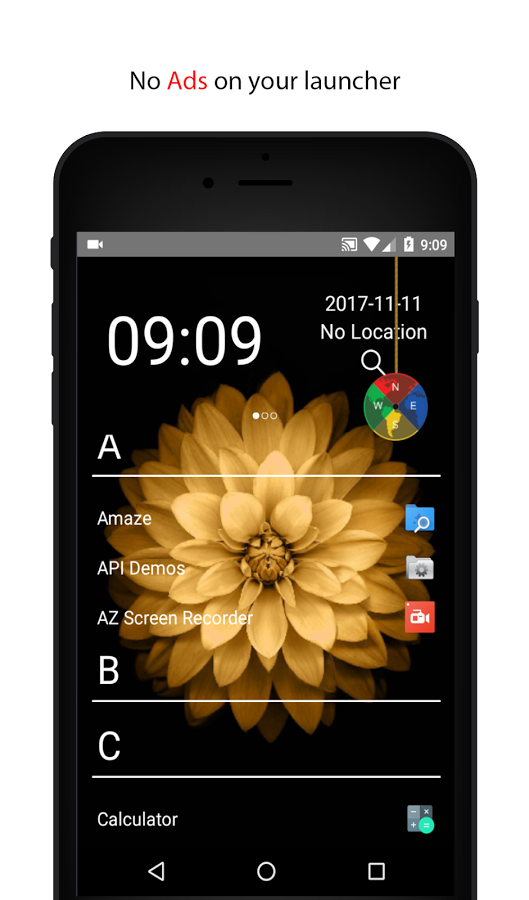 No Ads on your launcher
9:09
2017-11-11
09:09
No Location
N
W E
S
A
Amaze
API Demos
AZ Screen Recorder
B
C
Calculator